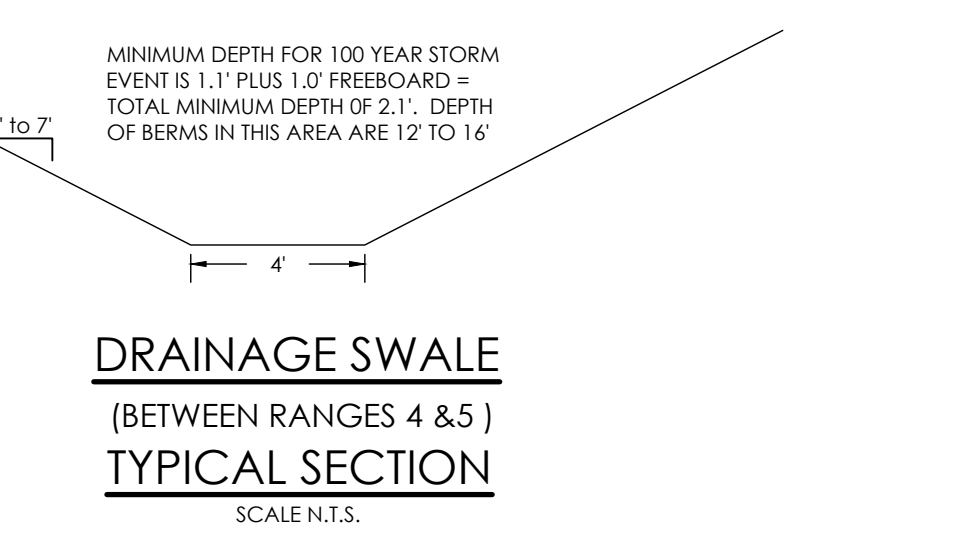 MINIMUM DEPTH FOR 100 YEAR STORM
EVENT IS 1.1' PLUS 1.0' FREEBOARD =
TOTAL MINIMUM DEPTH 0F 2.1'. DEPTH
OF BERMS IN THIS AREA ARE 12' TO 16'
' to 7'
4'
DRAINAGE SWALE
(BETWEEN RANGES 4 &5 )
TYPICAL SECTION
SCALE N.T.S.